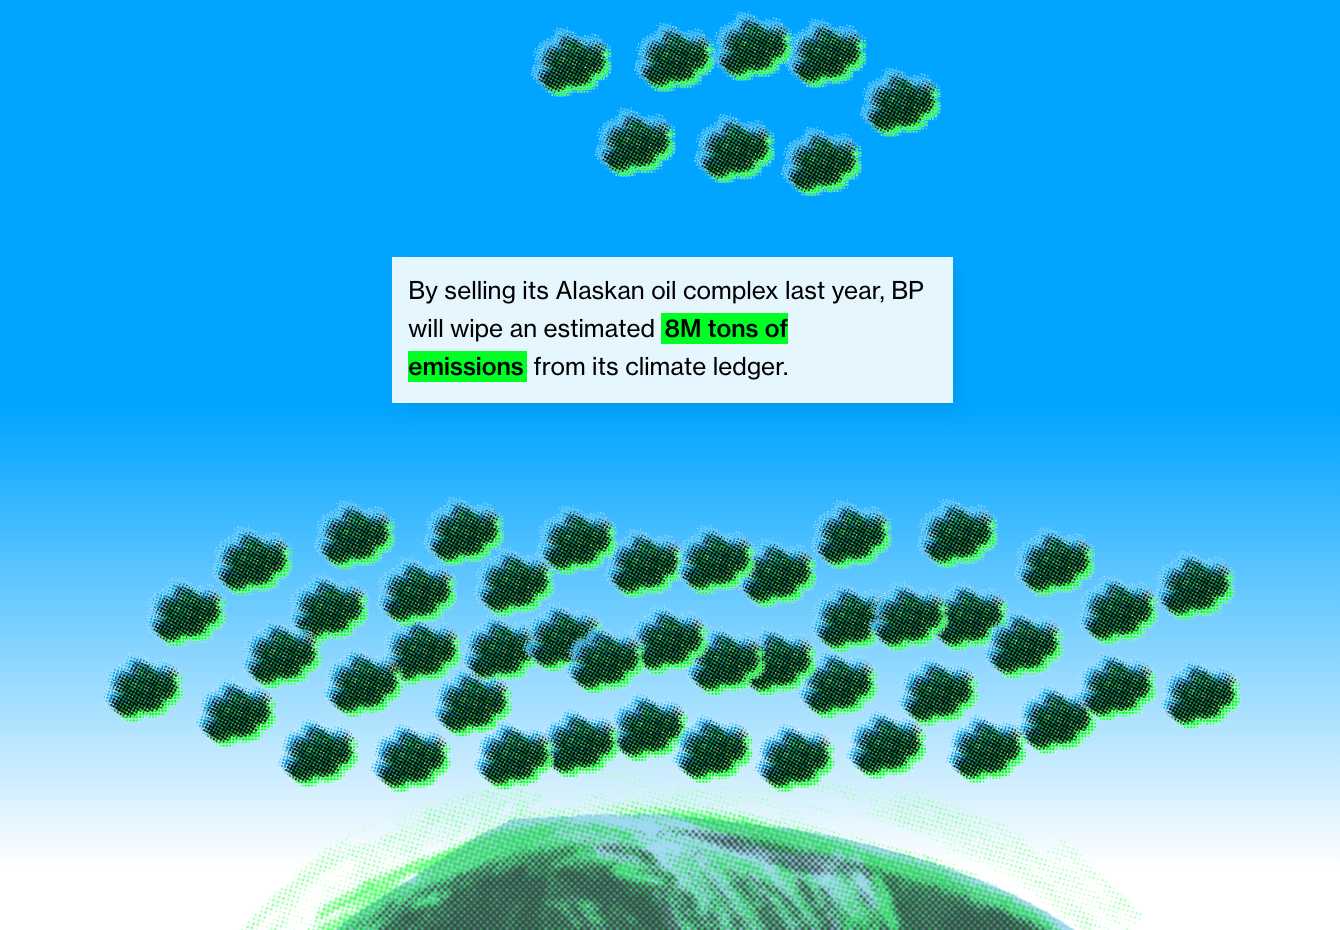 By selling its Alaskan oil complex last year, BP
will wipe an estimated 8M tons of
emissions from its climate ledger.